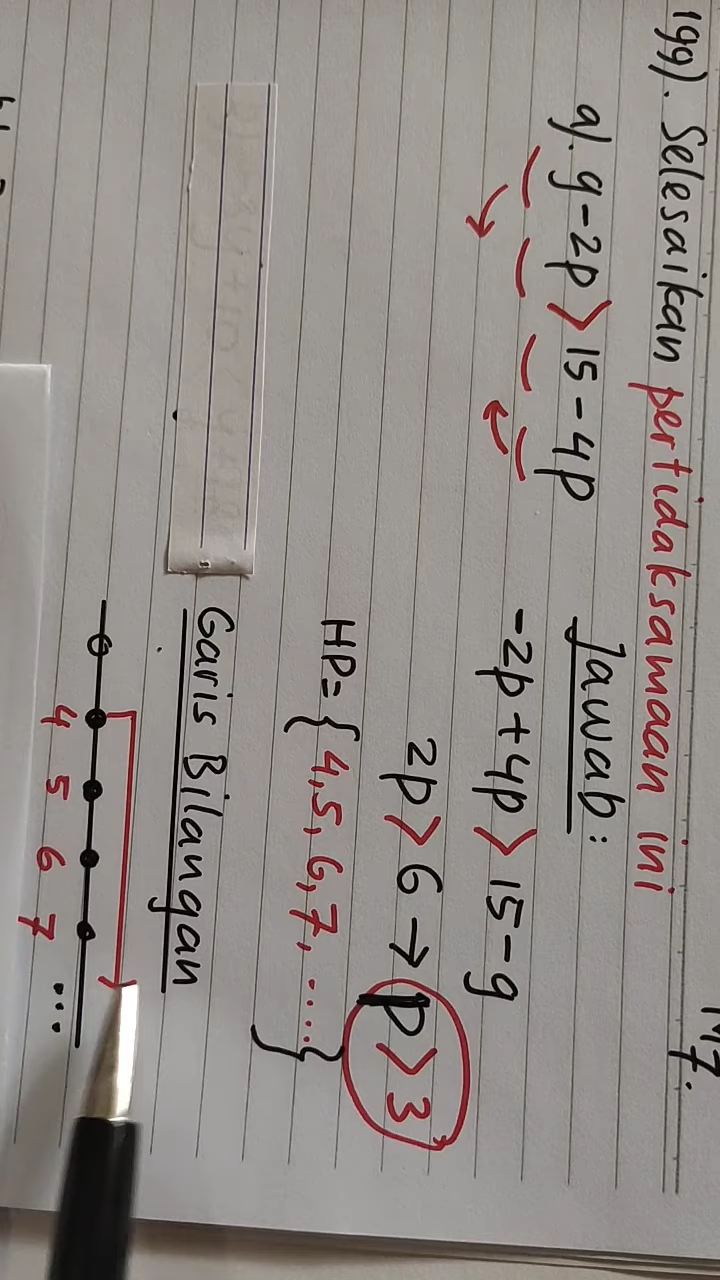 199). Selesaikan pertidaksamaan ini
a). 9-2p > 15-4p
Jawab:
-2p+4p > 15-9
2p > 6 → p > 3
HP= {4,5,6,7,....}
Garis Bilangan
4 5 6 7 ...